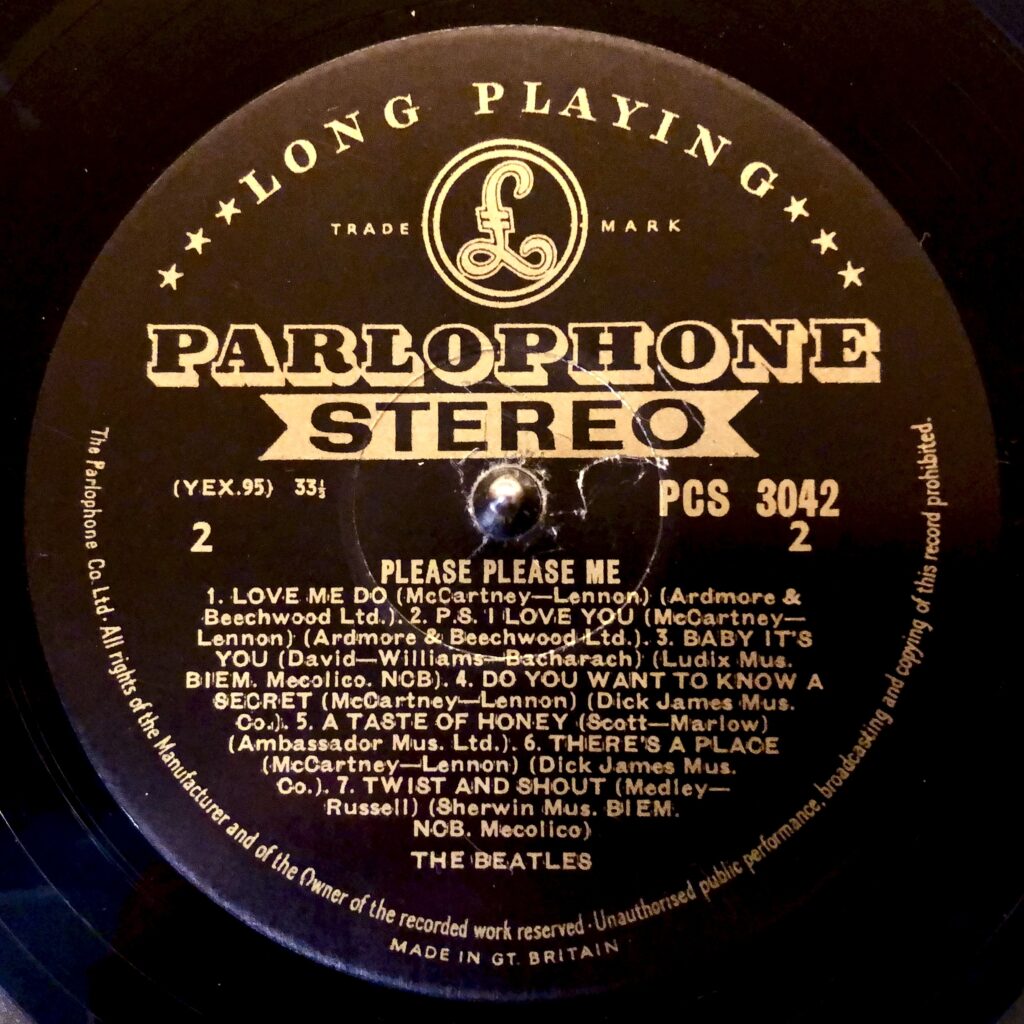 ★★★ LONG PLAYING ★★★
TRADE £ MARK
PARLOPHONE
STEREO
(YEX.95) 33⅓
PCS 3042
2
2
PLEASE PLEASE ME
1. LOVE ME DO (McCartney—Lennon) (Ardmore &
Beechwood Ltd.). 2. P.S. I LOVE YOU (McCartney—
Lennon) (Ardmore & Beechwood Ltd.). 3. BABY IT'S
YOU (David—Williams—Bacharach) (Ludix Mus.
BIEM. Mecolico. NCB). 4. DO YOU WANT TO KNOW A
SECRET (McCartney—Lennon) (Dick James Mus.
Co.). 5. A TASTE OF HONEY (Scott—Marlow)
(Ambassador Mus. Ltd.). 6. THERE'S A PLACE
(McCartney—Lennon) (Dick James Mus.
Co.). 7. TWIST AND SHOUT (Medley—
Russell) (Sherwin Mus. BIEM.
NCB. Mecolico)
THE BEATLES
The Parlophone Co. Ltd · All rights of the Manufacturer and of the Owner of the recorded work reserved · Unauthorised public performance, broadcasting and copying of this record prohibited.
MADE IN GT. BRITAIN